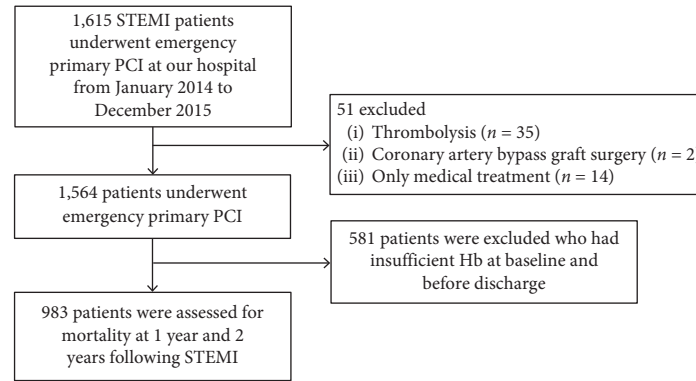 1,615 STEMI patients
underwent emergency
primary PCI at our hospital
from January 2014 to
December 2015
51 excluded
(i) Thrombolysis (n = 35)
(ii) Coronary artery bypass graft surgery (n = 2
(iii) Only medical treatment (n = 14)
1,564 patients underwent
emergency primary PCI
581 patients were excluded who had
insufficient Hb at baseline and
before discharge
983 patients were assessed for
mortality at 1 year and 2
years following STEMI